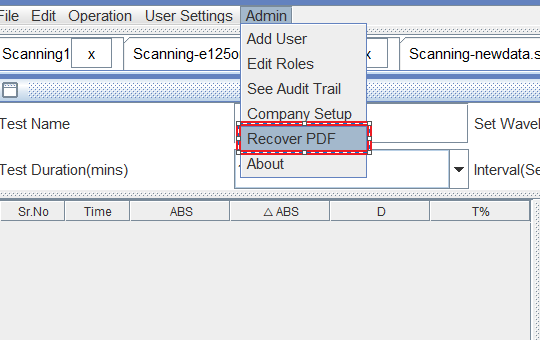 File Edit Operation User Settings Admin
Scanning1 x Scanning-e125o x Scanning-newdata.s
Add User
Edit Roles
See Audit Trail
Company Setup
Recover PDF
About
Test Name Set Wavel
Test Duration(mins) Interval(Se
Sr.No Time ABS △ ABS D T%